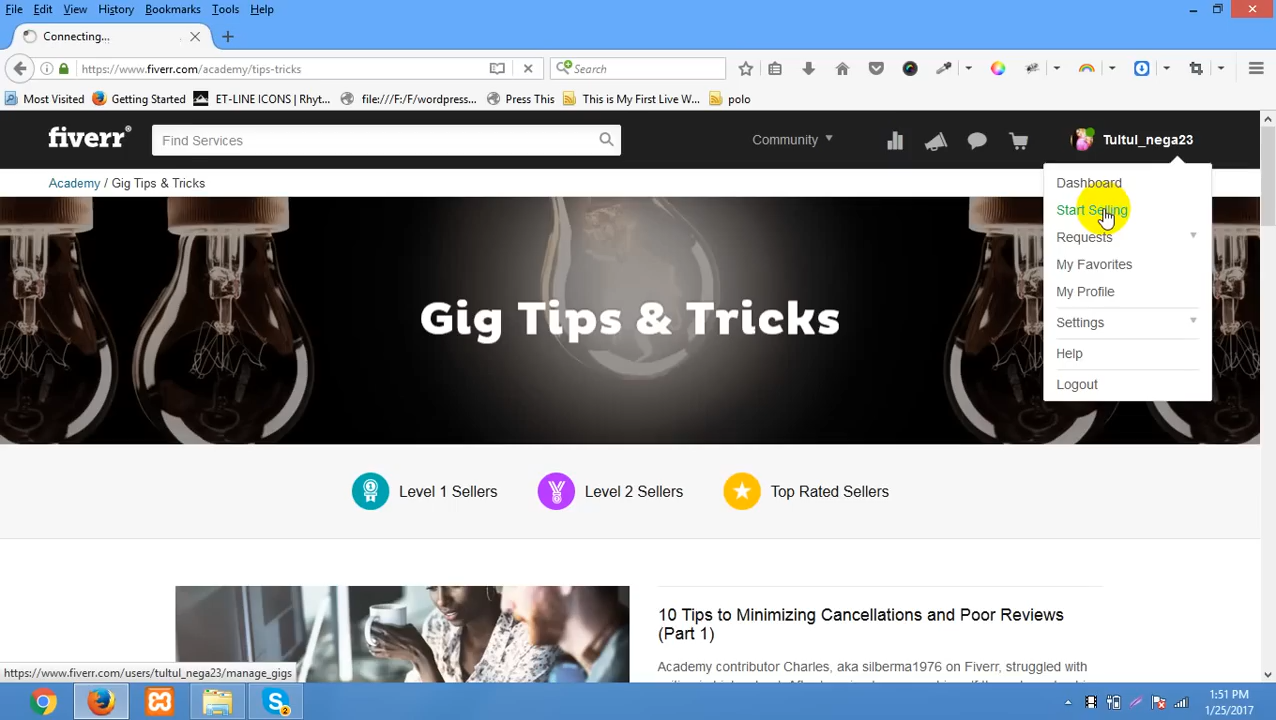 File Edit View History Bookmarks Tools Help
Connecting...
https://www.fiverr.com/academy/tips-tricks
Search
Most Visited Getting Started ET-LINE ICONS | Rhyt... file:///F:/F/wordpress... Press This This is My First Live W... polo
fiverr®
Find Services
Community
Tultul_nega23
Academy / Gig Tips & Tricks
Dashboard
Start Selling
Requests
My Favorites
My Profile
Settings
Help
Logout
Gig Tips & Tricks
Level 1 Sellers
Level 2 Sellers
Top Rated Sellers
10 Tips to Minimizing Cancellations and Poor Reviews
(Part 1)
Academy contributor Charles, aka silberma1976 on Fiverr, struggled with
https://www.fiverr.com/users/tultul_nega23/manage_gigs
2
1:51 PM
1/25/2017